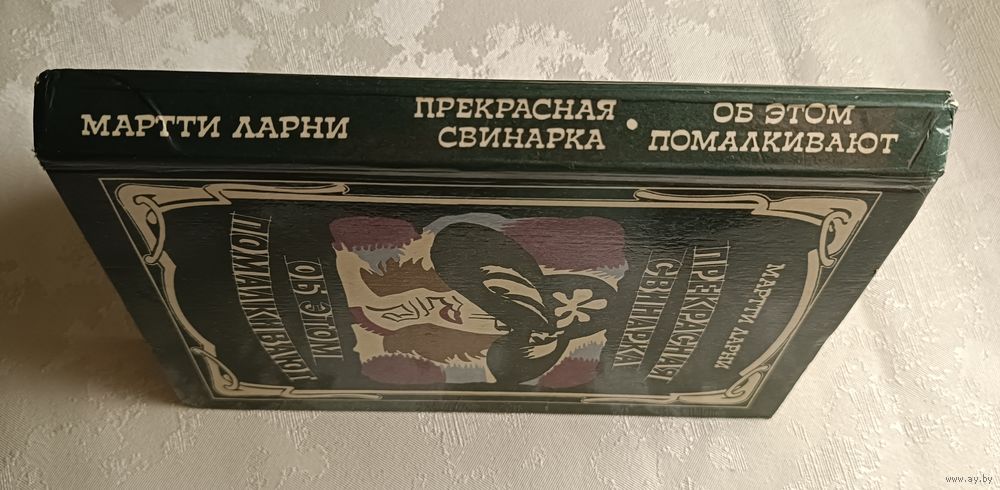 МАРТТИ ЛАРНИ
ПРЕКРАСНАЯ
СВИНАРКА
•
ОБ ЭТОМ
ПОМАЛКИВАЮТ
МАРТТИ ЛАРНИ
ПРЕКРАСНАЯ
СВИНАРКА
ОБ ЭТОМ
ПОМАЛКИВАЮТ
www.ay.by